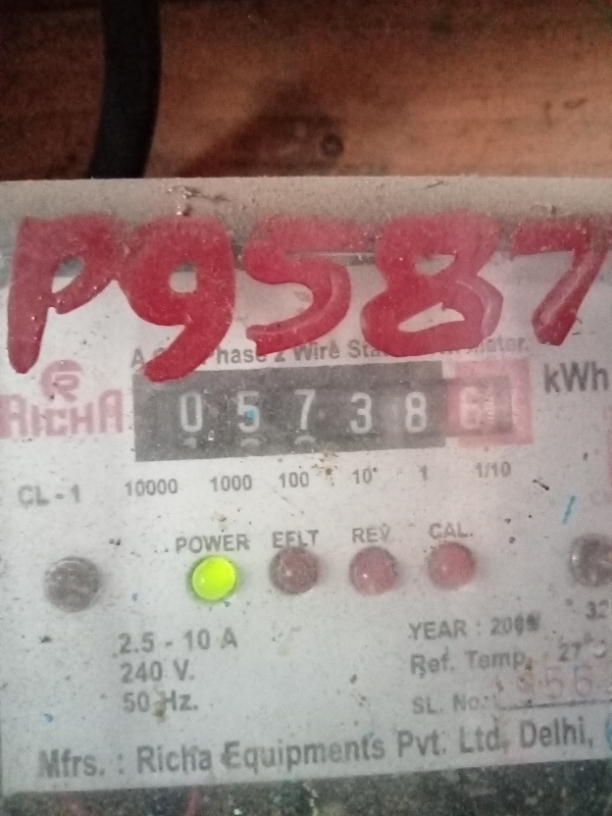 P9587
Phase 2 Wire
RICHA
kWh
0 5 7 3 8 6
CL-1 10000 1000 100 10 1 1/10
POWER EFLT REV CAL.
2.5 - 10 A
240 V.
50 Hz.
YEAR :
Ref. Temp. 27°
SL. No.:
Mfrs. : Richa Equipments Pvt. Ltd, Delhi,